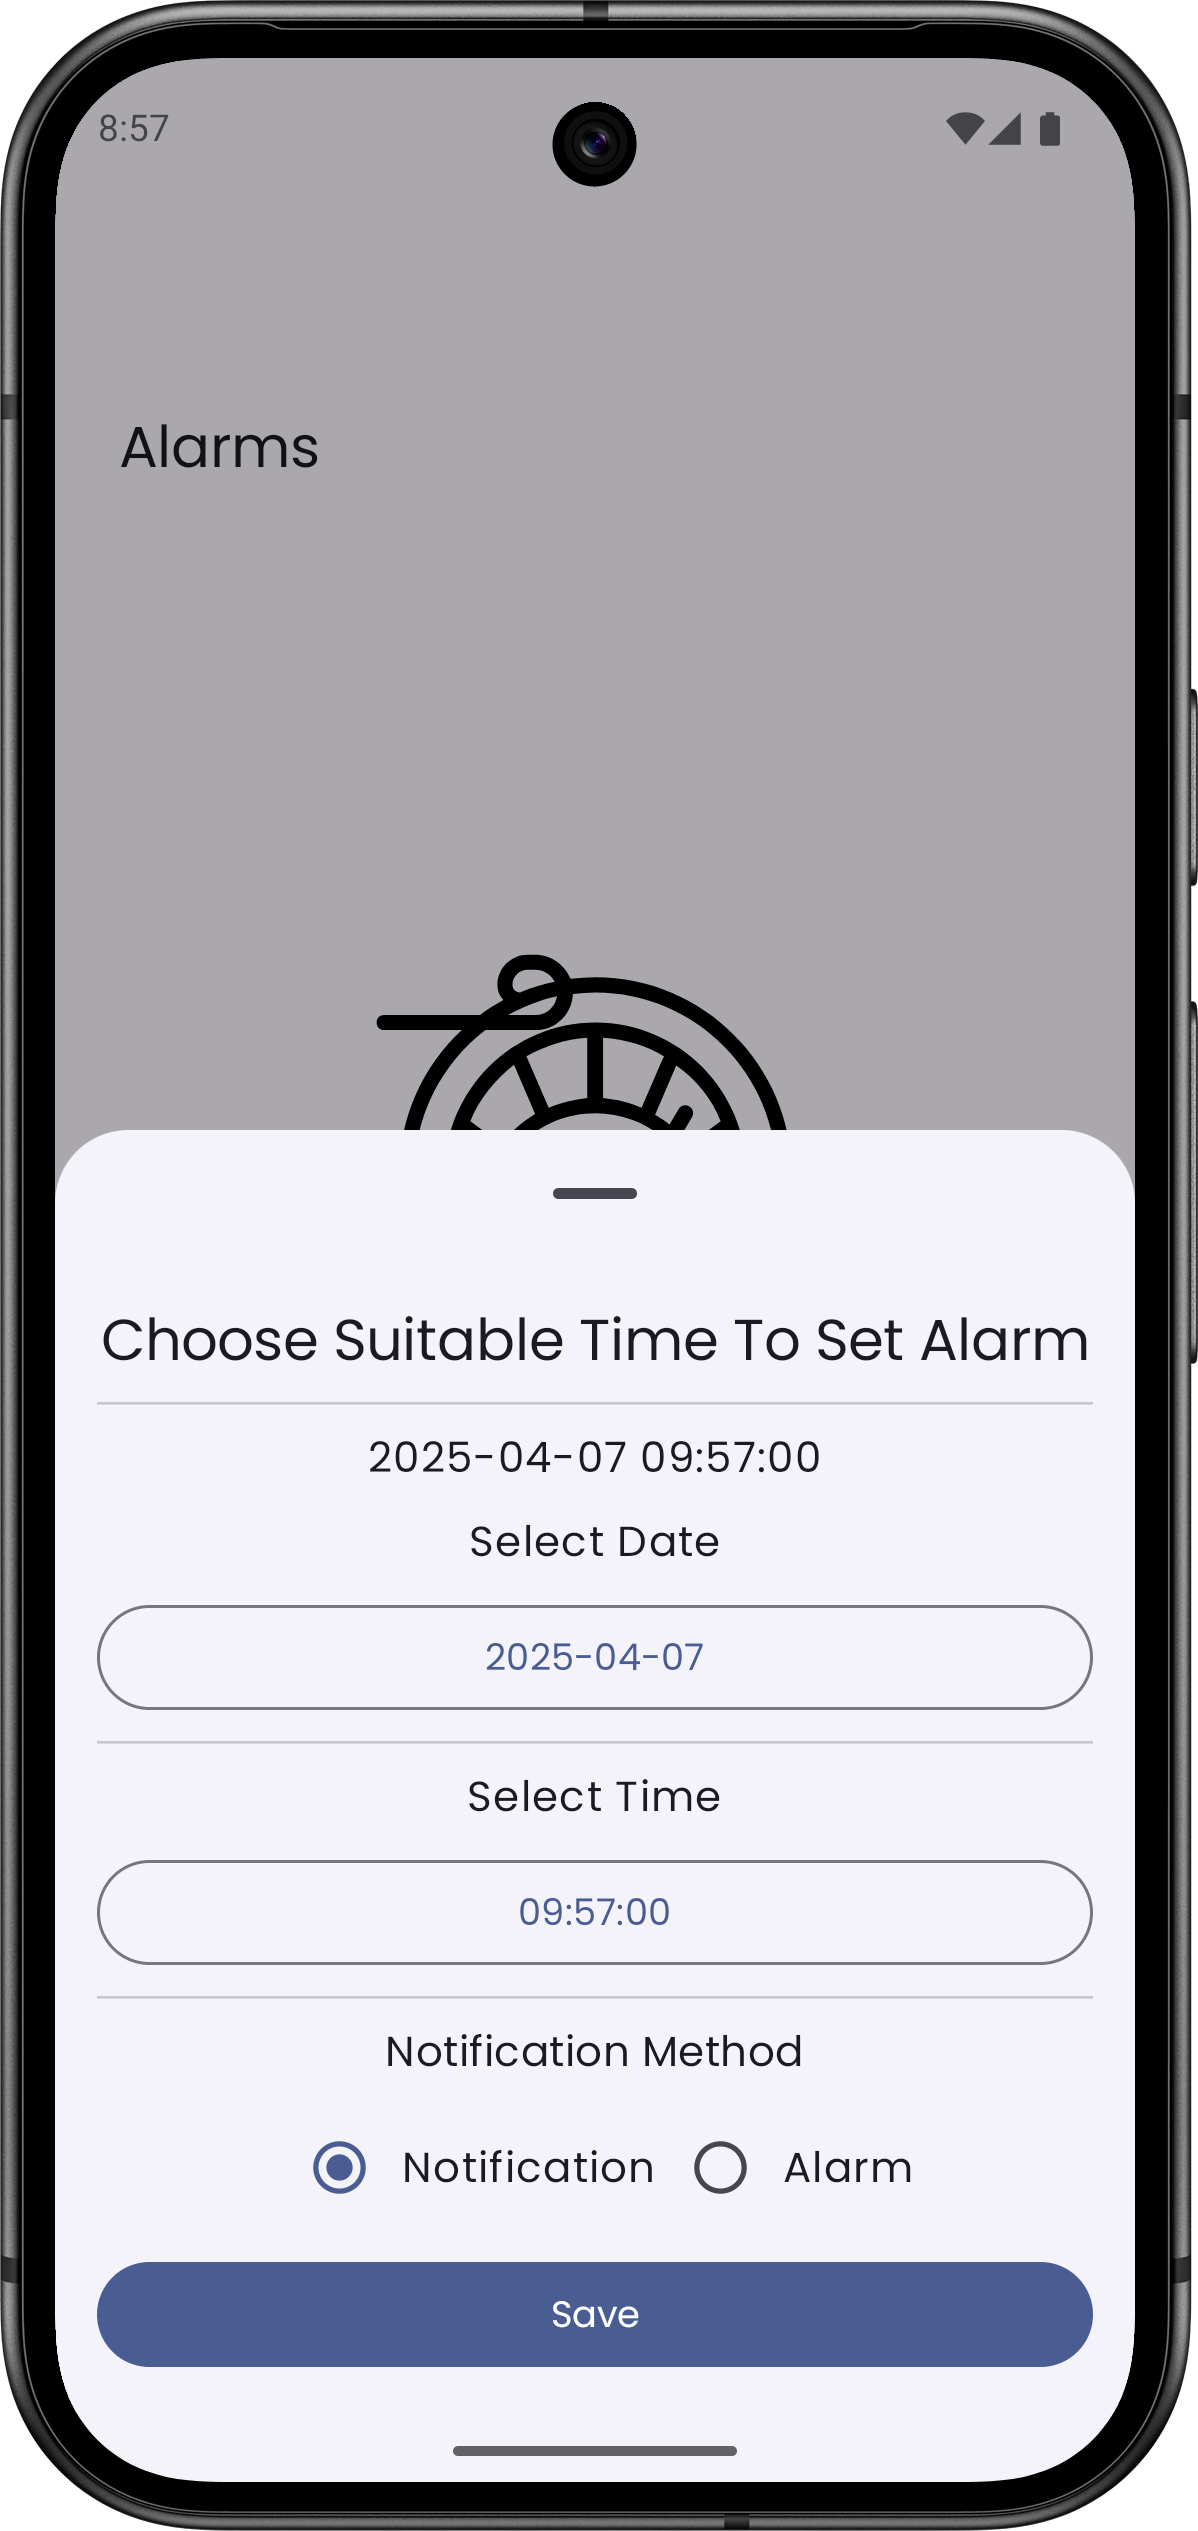 8:57
Alarms
Choose Suitable Time To Set Alarm
2025-04-07 09:57:00
Select Date
2025-04-07
Select Time
09:57:00
Notification Method
Notification Alarm
Save